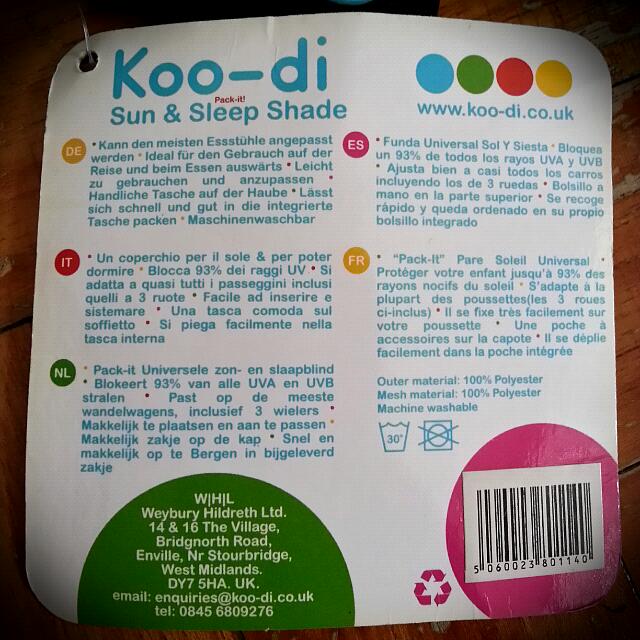 Koo-di
Pack-it!
Sun & Sleep Shade
www.koo-di.co.uk
DE
• Kann den meisten Essstühle angepasst
werden • Ideal für den Gebrauch auf der
Reise und beim Essen auswärts • Leicht
zu gebrauchen und anzupassen •
Handliche Tasche auf der Haube • Lässt
sich schnell und gut in die integrierte
Tasche packen • Maschinenwaschbar
ES
• Funda Universal Sol Y Siesta • Bloquea
un 93% de todos los rayos UVA y UVB
• Ajusta bien a casi todos los carros
incluyendo los de 3 ruedas • Bolsillo a
mano en la parte superior • Se recoge
rápido y queda ordenado en su propio
bolsillo integrado
IT
• Un coperchio per il sole & per poter
dormire • Blocca 93% dei raggi UV • Si
adatta a quasi tutti i passeggini inclusi
quelli a 3 ruote • Facile ad inserire e
sistemare • Una tasca comoda sul
soffietto • Si piega facilmente nella
tasca interna
FR
• "Pack-It" Pare Soleil Universal •
Protéger votre enfant jusqu'à 93% des
rayons nocifs du soleil • S'adapte à la
plupart des poussettes(les 3 roues
ci-inclus) • Il se fixe très facilement sur
votre poussette • Une poche à
accessoires sur la capote • Il se déplie
facilement dans la poche intégrée
NL
• Pack-it Universele zon- en slaapblind
• Blokeert 93% van alle UVA en UVB
stralen • Past op de meeste
wandelwagens, inclusief 3 wielers •
Makkelijk te plaatsen en aan te passen •
Makkelijk zakje op de kap • Snel en
makkelijk op te Bergen in bijgeleverd
zakje
Outer material: 100% Polyester
Mesh material: 100% Polyester
Machine washable
30°
W|H|L
Weybury Hildreth Ltd.
14 & 16 The Village,
Bridgnorth Road,
Enville, Nr Stourbridge,
West Midlands.
DY7 5HA. UK.
email: enquiries@koo-di.co.uk
tel: 0845 6809276
5 060023 801140